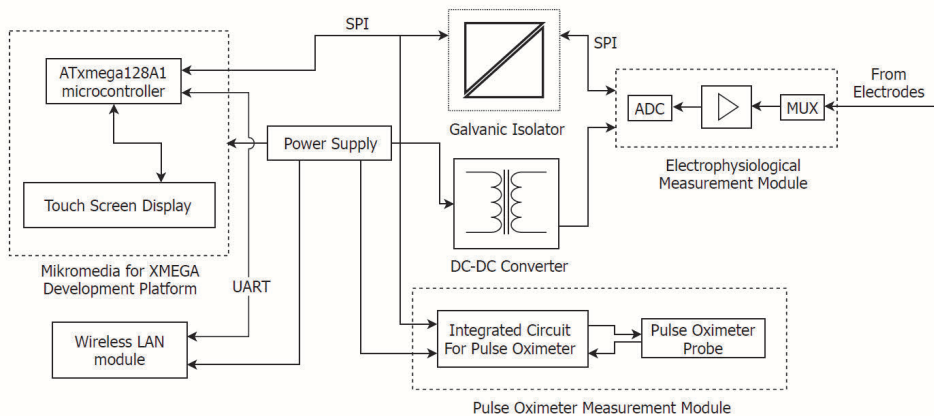 SPI
ATxmega128A1
microcontroller
Touch Screen Display
Mikromedia for XMEGA
Development Platform
Power Supply
UART
Wireless LAN
module
Galvanic Isolator
SPI
DC-DC Converter
ADC
MUX
From
Electrodes
Electrophysiological
Measurement Module
Integrated Circuit
For Pulse Oximeter
Pulse Oximeter
Probe
Pulse Oximeter Measurement Module